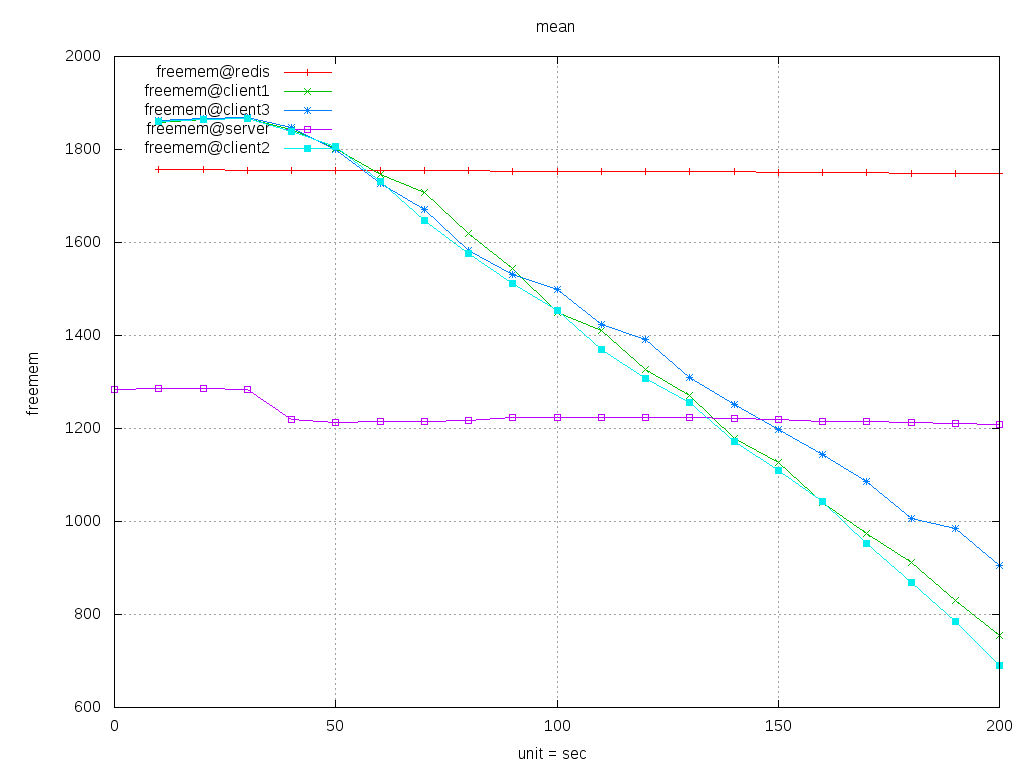 mean
2000
1800
1600
1400
1200
1000
800
600
freemem
freemem@redis
freemem@client1
freemem@client3
freemem@server
freemem@client2
0 50 100 150 200
unit = sec